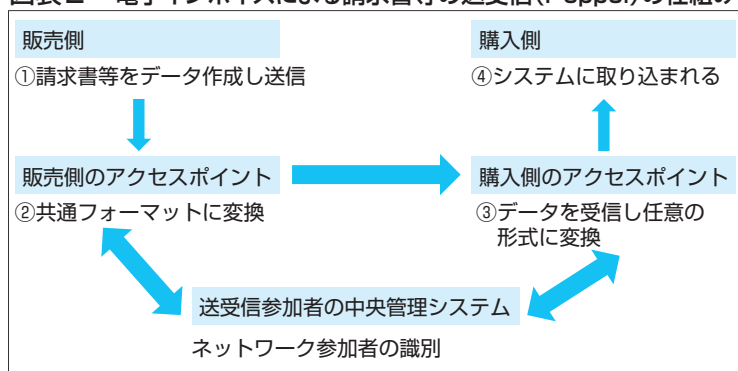 販売側
①請求書等をデータ作成し送信
購入側
④システムに取り込まれる
販売側のアクセスポイント
②共通フォーマットに変換
購入側のアクセスポイント
③データを受信し任意の
形式に変換
送受信参加者の中央管理システム
ネットワーク参加者の識別